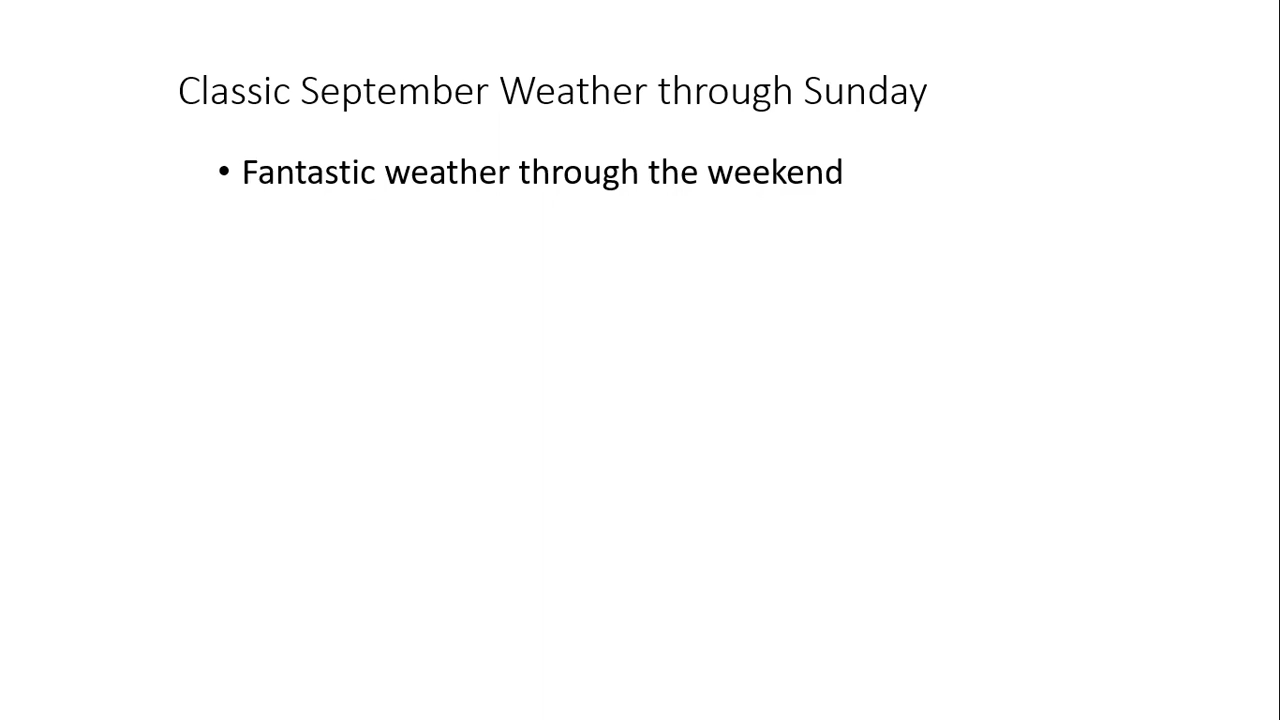 Classic September Weather through Sunday
• Fantastic weather through the weekend